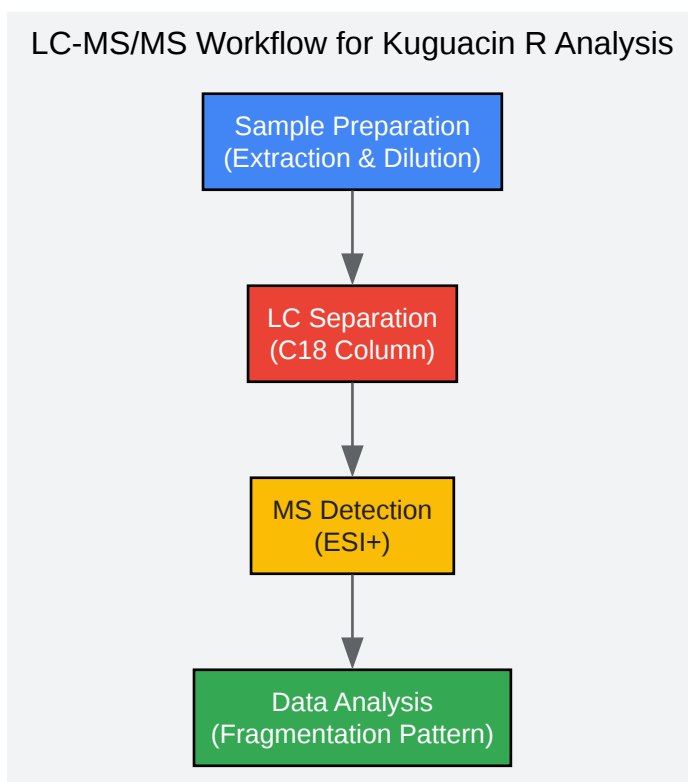 LC-MS/MS Workflow for Kuguacin R Analysis
Sample Preparation
(Extraction & Dilution)
LC Separation
(C18 Column)
MS Detection
(ESI+)
Data Analysis
(Fragmentation Pattern)